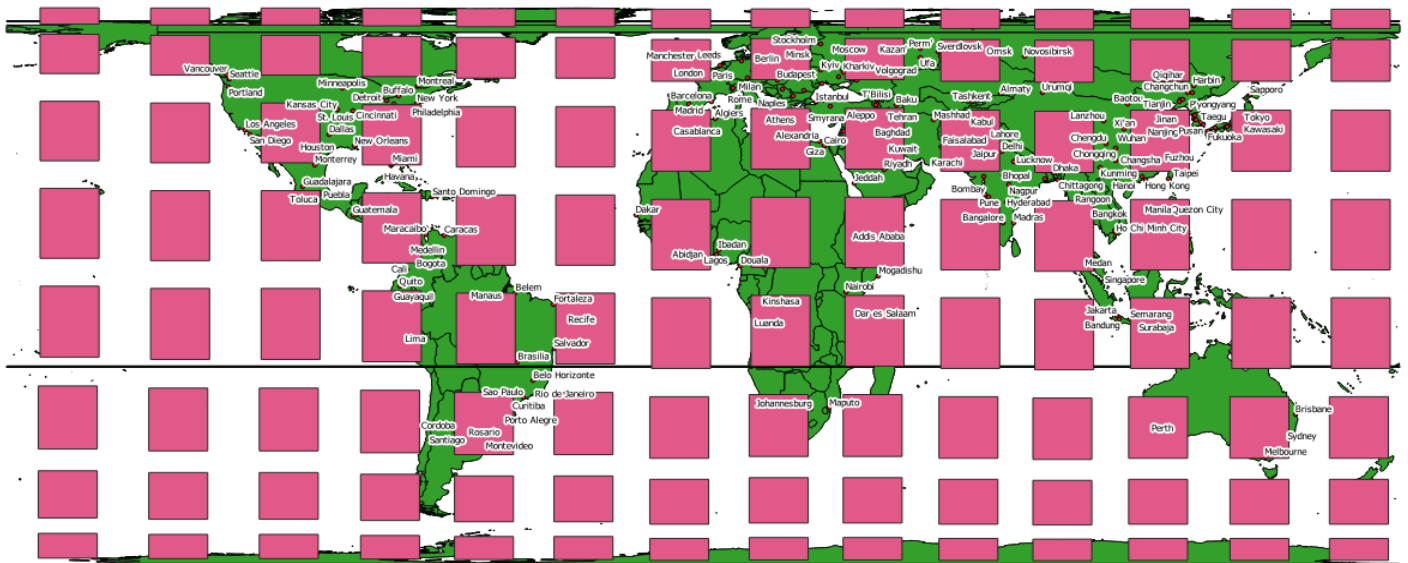 Stockholm
Perm'
Moscow
Kazan'
Sverdlovsk
Omsk
Novosibirsk
Manchester
Leeds
Minsk
Berlin
Kyiv
Kharkiv
Volgograd
Ufa
Vancouver
Seattle
London
Paris
Budapest
Qiqihar
Harbin
Minneapolis
Montreal
Portland
Buffalo
Milan
Almaty
Urumqi
Changchun
Detroit
New York
Barcelona
Rome
Naples
Istanbul
T'Bilisi
Baku
Tashkent
Baotou
Tianjin
P'yongyang
Sapporo
Kansas City
St. Louis
Cincinnati
Philadelphia
Madrid
Algiers
Athens
Smyrna
Aleppo
Tehran
Mashhad
Kabul
Lanzhou
Xi'an
Jinan
Taegu
Tokyo
Los Angeles
Dallas
Casablanca
Alexandria
Cairo
Baghdad
Faisalabad
Lahore
Chengdu
Wuhan
Nanjing
Pusan
Fukuoka
Kawasaki
San Diego
Houston
New Orleans
Giza
Kuwait
Jaipur
Delhi
Monterrey
Miami
Riyadh
Karachi
Lucknow
Chongqing
Changsha
Fuzhou
Havana
Jeddah
Bhopal
Dhaka
Kunming
Taipei
Guadalajara
Puebla
Toluca
Santo Domingo
Bombay
Nagpur
Chittagong
Hanoi
Hong Kong
Guatemala
Dakar
Pune
Hyderabad
Rangoon
Manila
Quezon City
Bangalore
Madras
Bangkok
Maracaibo
Caracas
Ho Chi Minh City
Medellin
Ibadan
Addis Ababa
Bogota
Abidjan
Lagos
Douala
Medan
Cali
Mogadishu
Quito
Singapore
Belem
Nairobi
Guayaquil
Manaus
Fortaleza
Kinshasa
Recife
Luanda
Dar es Salaam
Jakarta
Semarang
Bandung
Surabaja
Lima
Salvador
Brasilia
Belo Horizonte
Sao Paulo
Rio de Janeiro
Curitiba
Johannesburg
Maputo
Brisbane
Porto Alegre
Cordoba
Rosario
Perth
Santiago
Montevideo
Sydney
Melbourne